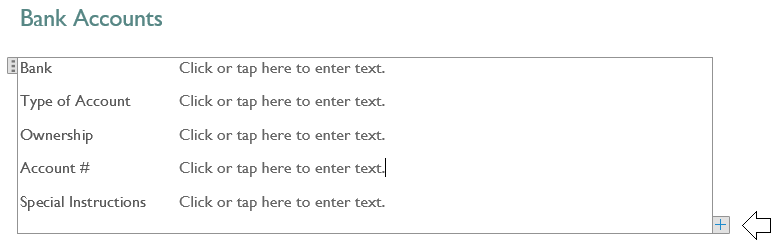 Bank Accounts
Bank Click or tap here to enter text.
Type of Account Click or tap here to enter text.
Ownership Click or tap here to enter text.
Account # Click or tap here to enter text.
Special Instructions Click or tap here to enter text.